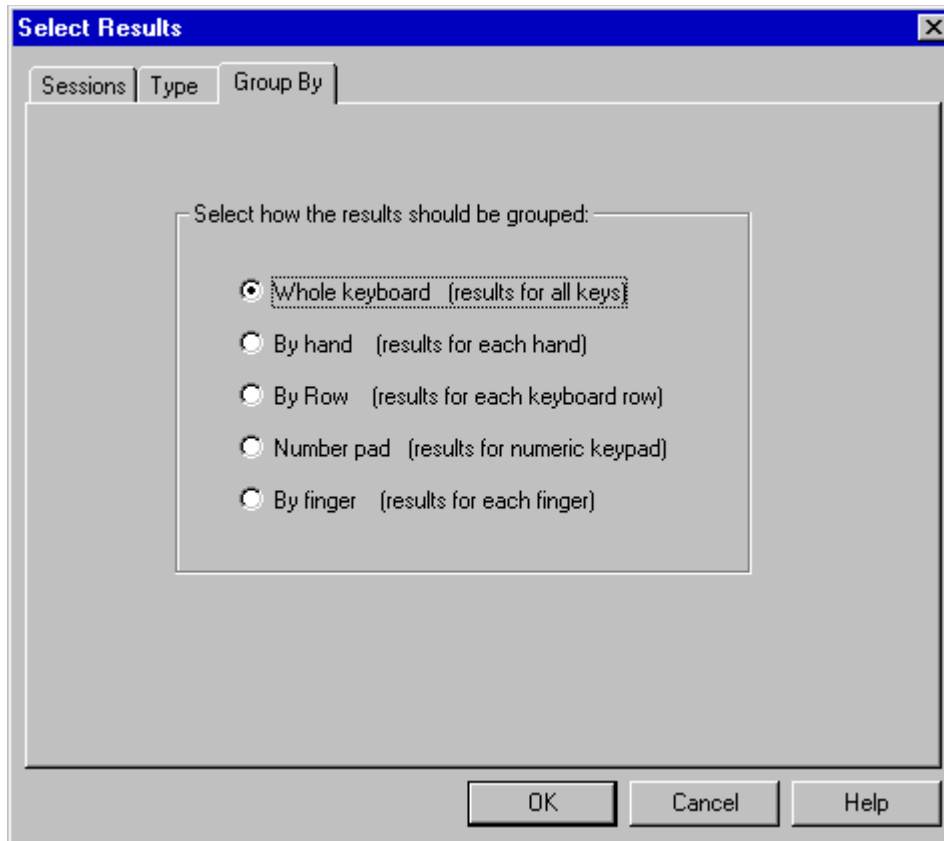 Select Results
Sessions Type Group By
Select how the results should be grouped:
Whole keyboard (results for all keys)
By hand (results for each hand)
By Row (results for each keyboard row)
Number pad (results for numeric keypad)
By finger (results for each finger)
OK Cancel Help